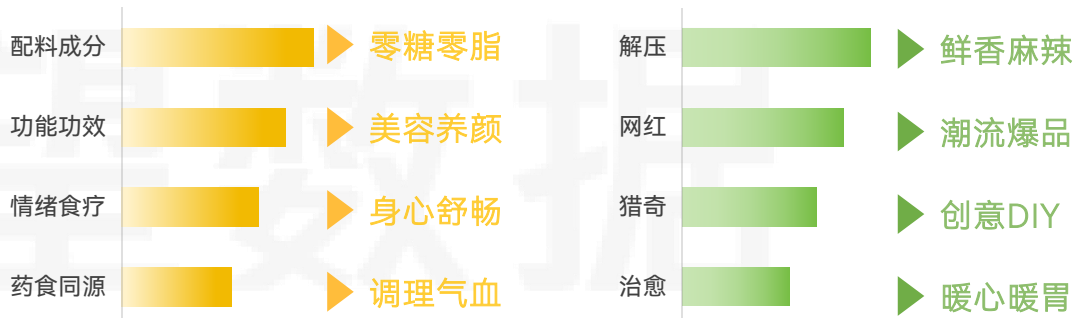 配料成分 零糖零脂
功能功效 美容养颜
情绪食疗 身心舒畅
药食同源 调理气血
解压 鲜香麻辣
网红 潮流爆品
猎奇 创意DIY
治愈 暖心暖胃
数据